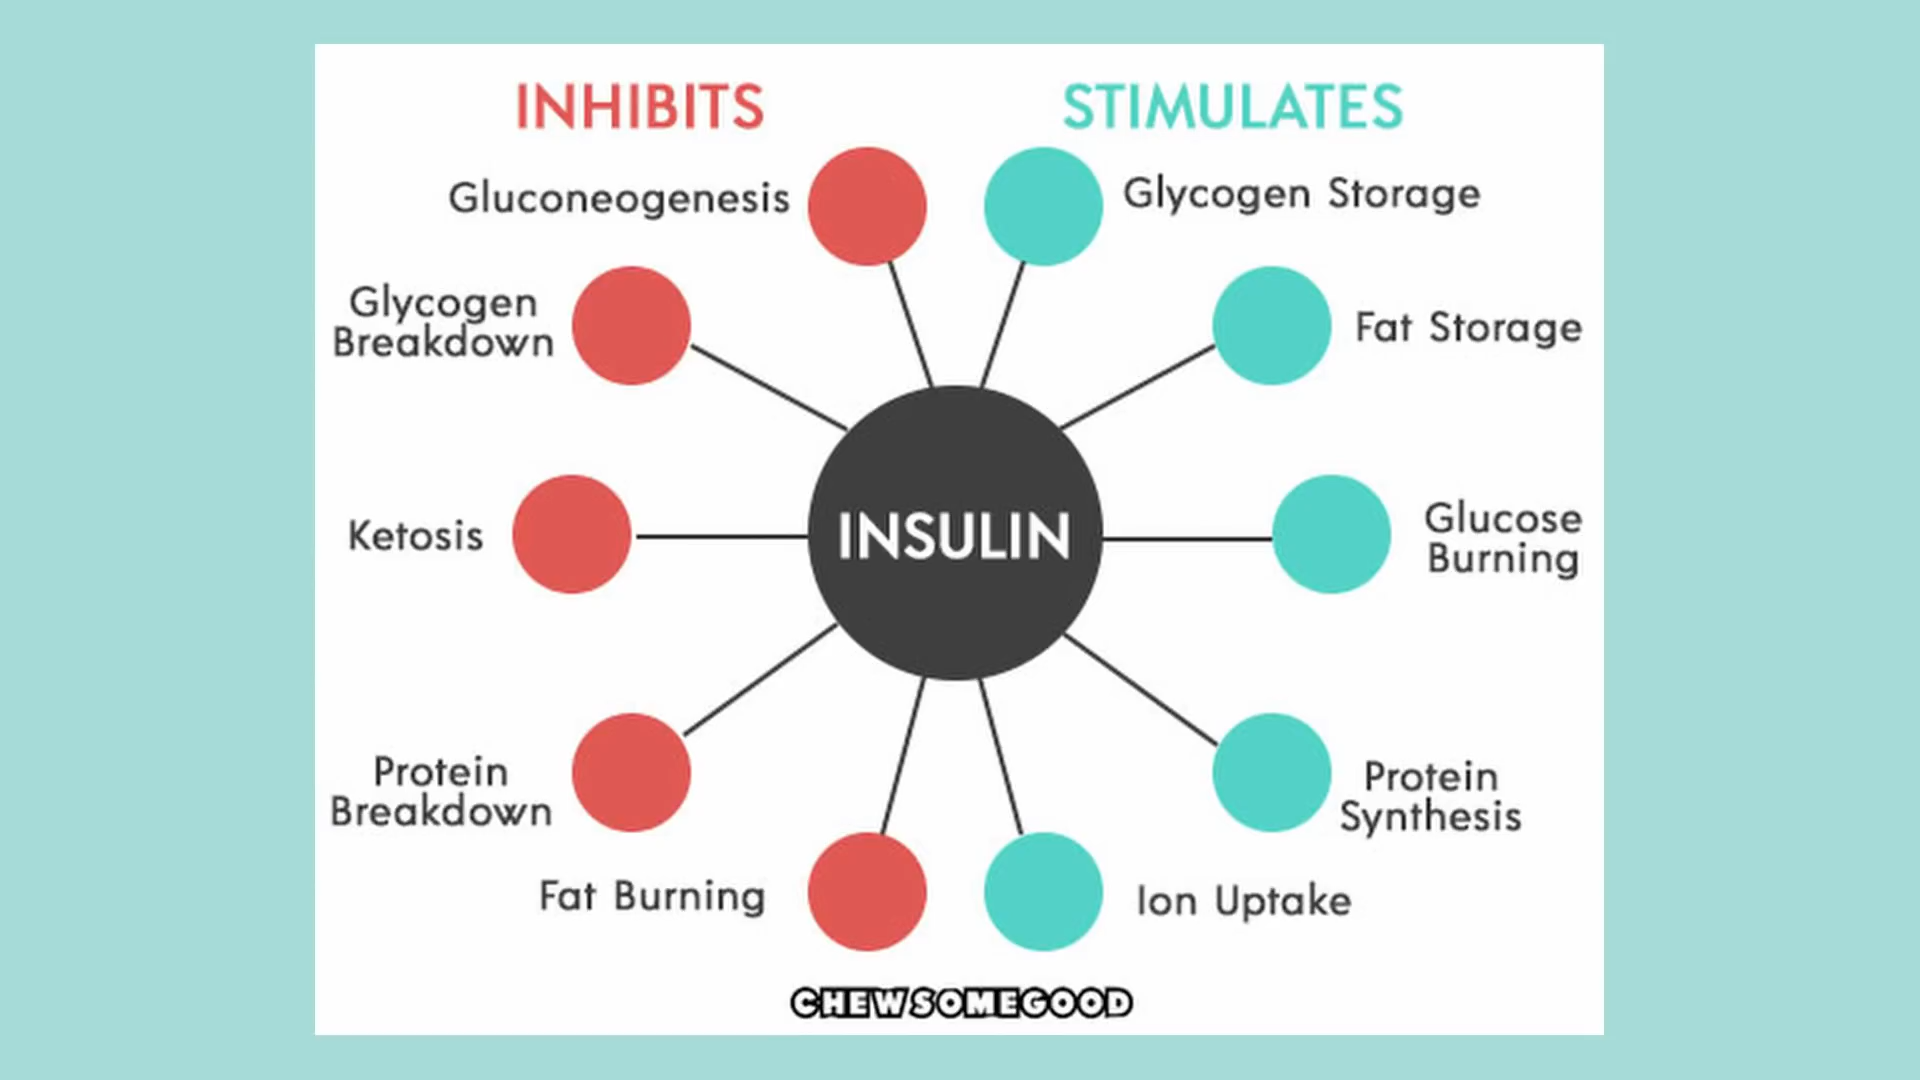 INHIBITS
STIMULATES
Gluconeogenesis
Glycogen Storage
Glycogen
Breakdown
Fat Storage
Ketosis
INSULIN
Glucose
Burning
Protein
Breakdown
Protein
Synthesis
Fat Burning
Ion Uptake
CHEWSOMEGOOD